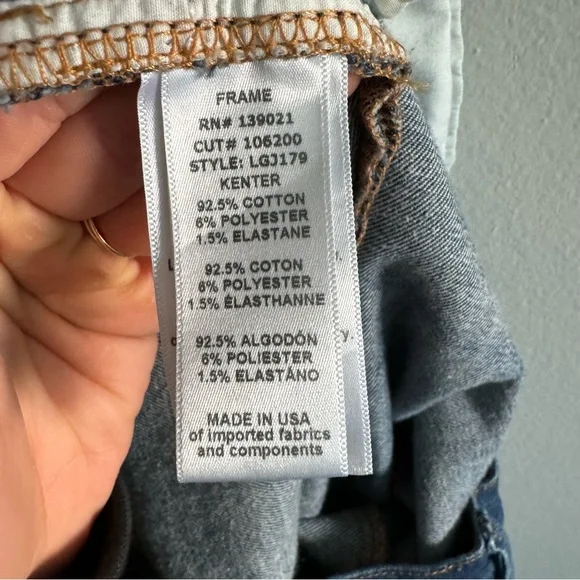 FRAME
RN# 139021
CUT# 106200
STYLE: LGJ179
KENTER
92.5% COTTON
6% POLYESTER
1.5% ELASTANE
92.5% COTON
6% POLYESTER
1.5% ÉLASTHANNE
92.5% ALGODÓN
6% POLIESTER
1.5% ELASTÁNO
MADE IN USA
of imported fabrics
and components